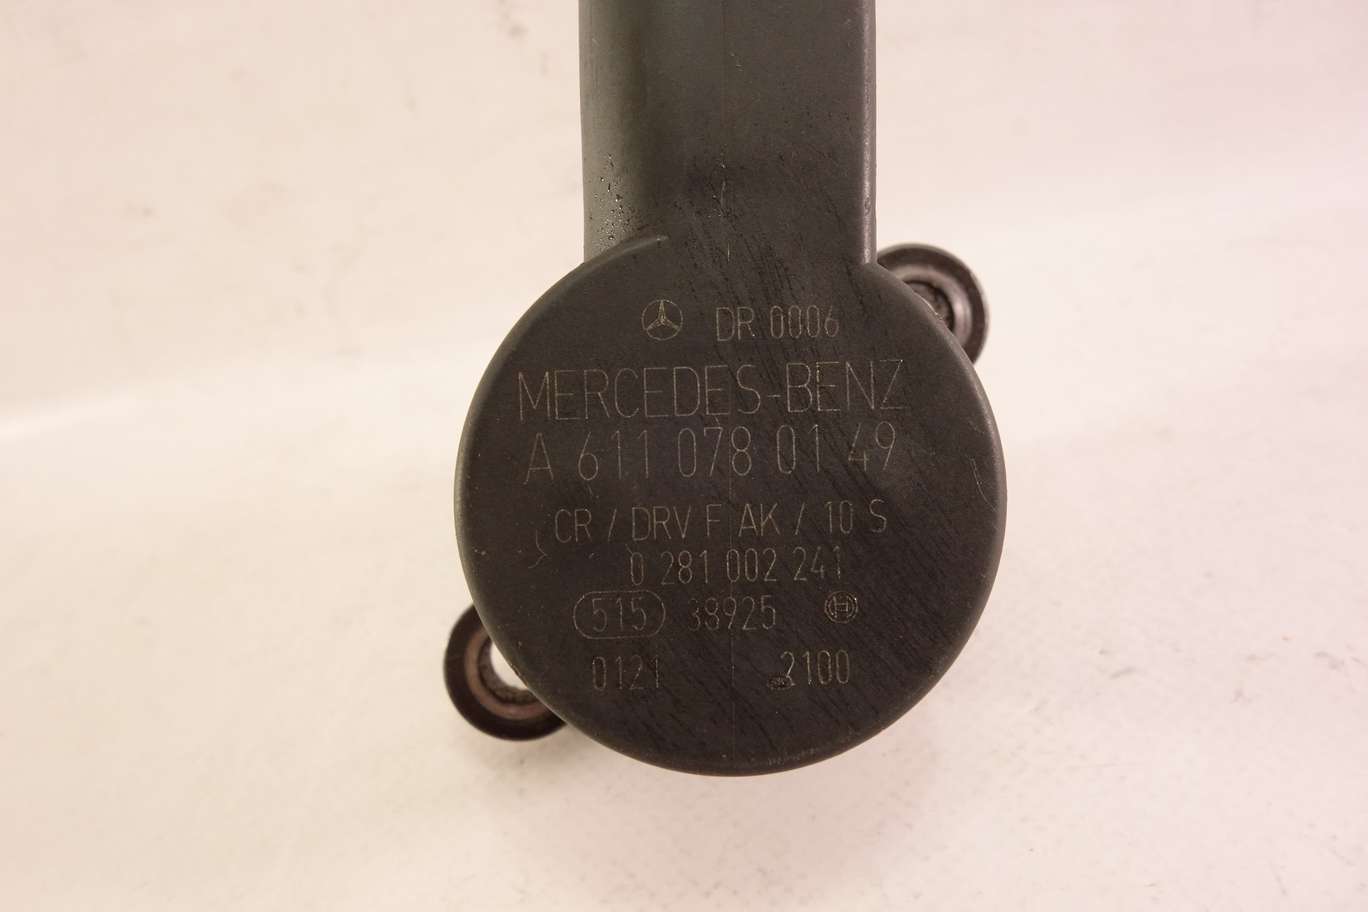 DR 0006
MERCEDES-BENZ
A 611 078 01 49
CR / DRV F AK / 10 S
0 281 002 241
515 38925
0121 2100